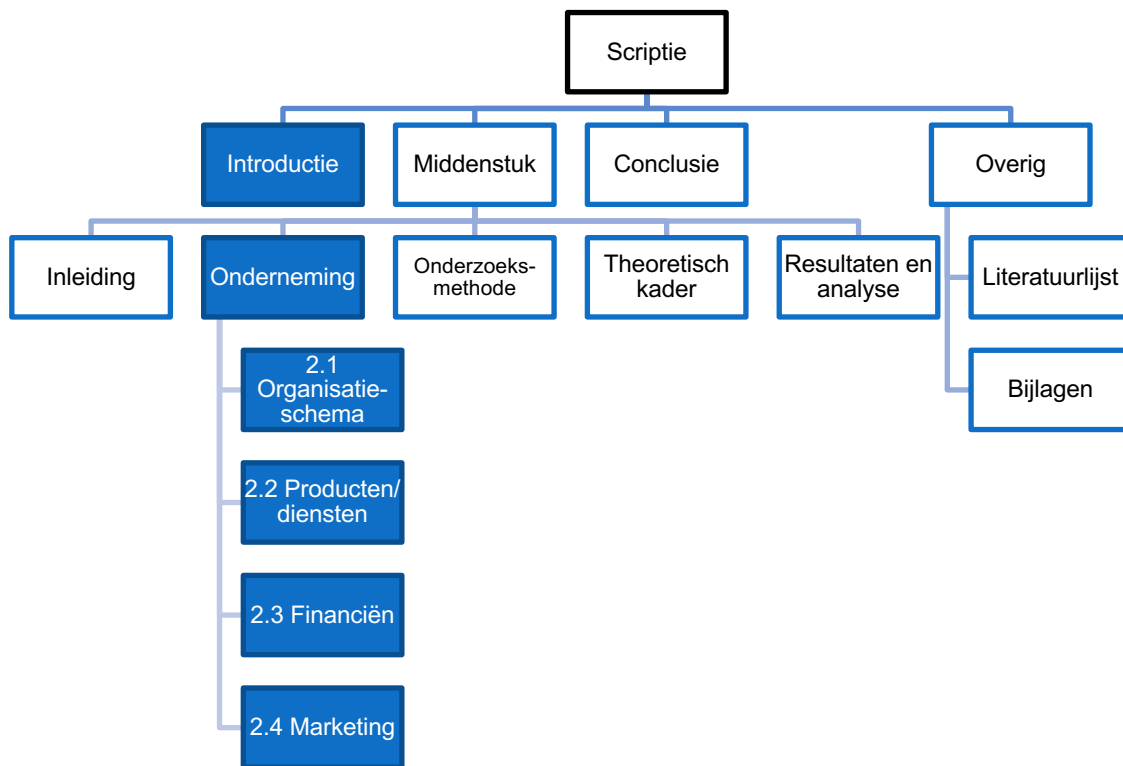 Scriptie
Introductie
Middenstuk
Conclusie
Overig
Inleiding
Onderneming
Onderzoeks-
methode
Theoretisch
kader
Resultaten en
analyse
Literatuurlijst
2.1
Organisatie-
schema
Bijlagen
2.2 Producten/
diensten
2.3 Financiën
2.4 Marketing